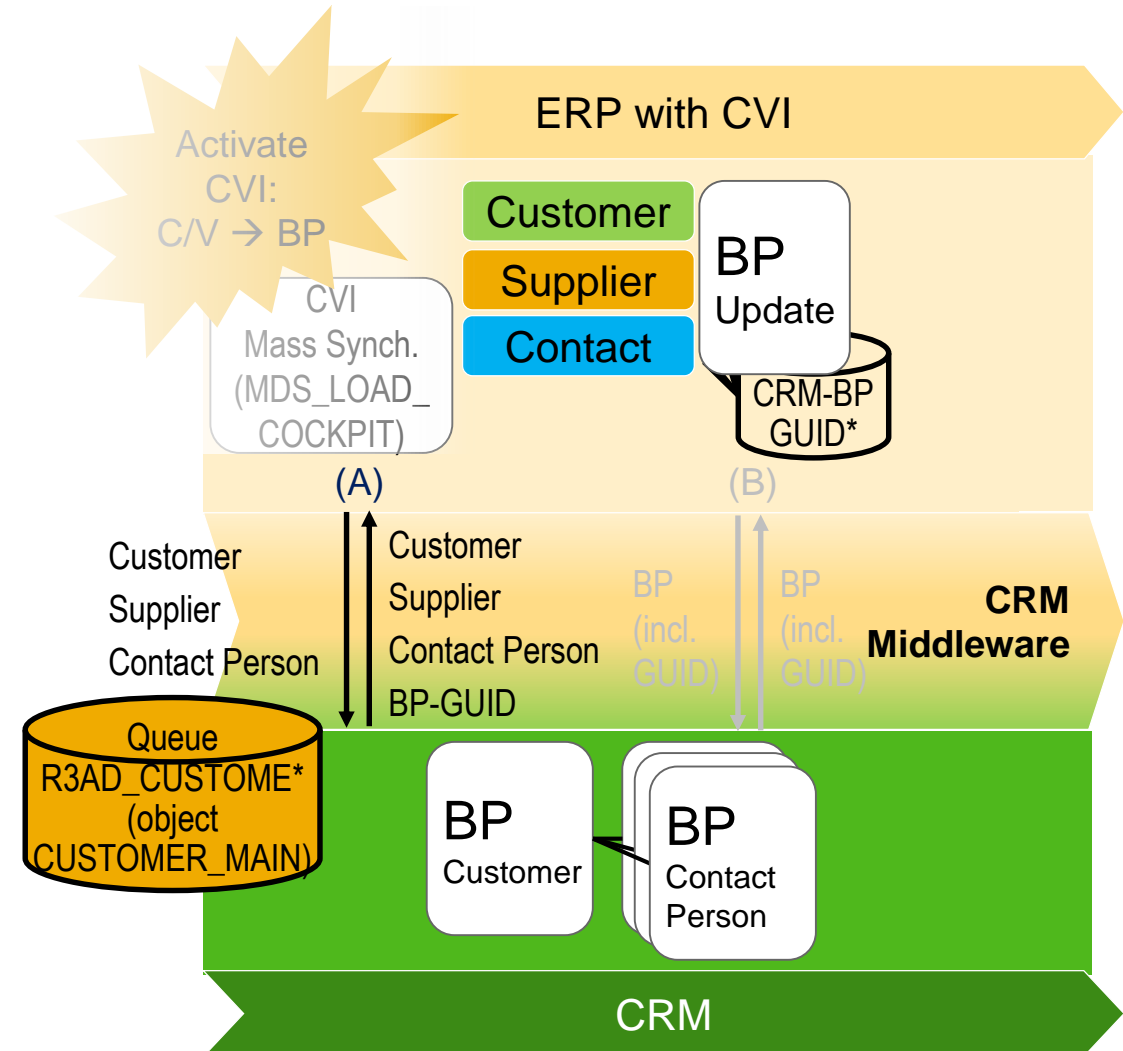 ERP with CVI
Activate
CVI:
C/V → BP
CVI
Mass Synch.
(MDS_LOAD_
COCKPIT)
Customer
Supplier
Contact
BP
Update
CRM-BP
GUID*
(A)
(B)
Customer
Supplier
Contact Person
Customer
Supplier
Contact Person
BP-GUID
BP
(incl.
GUID)
BP
(incl.
GUID)
CRM
Middleware
Queue
R3AD_CUSTOME*
(object
CUSTOMER_MAIN)
BP
Customer
BP
Contact
Person
CRM